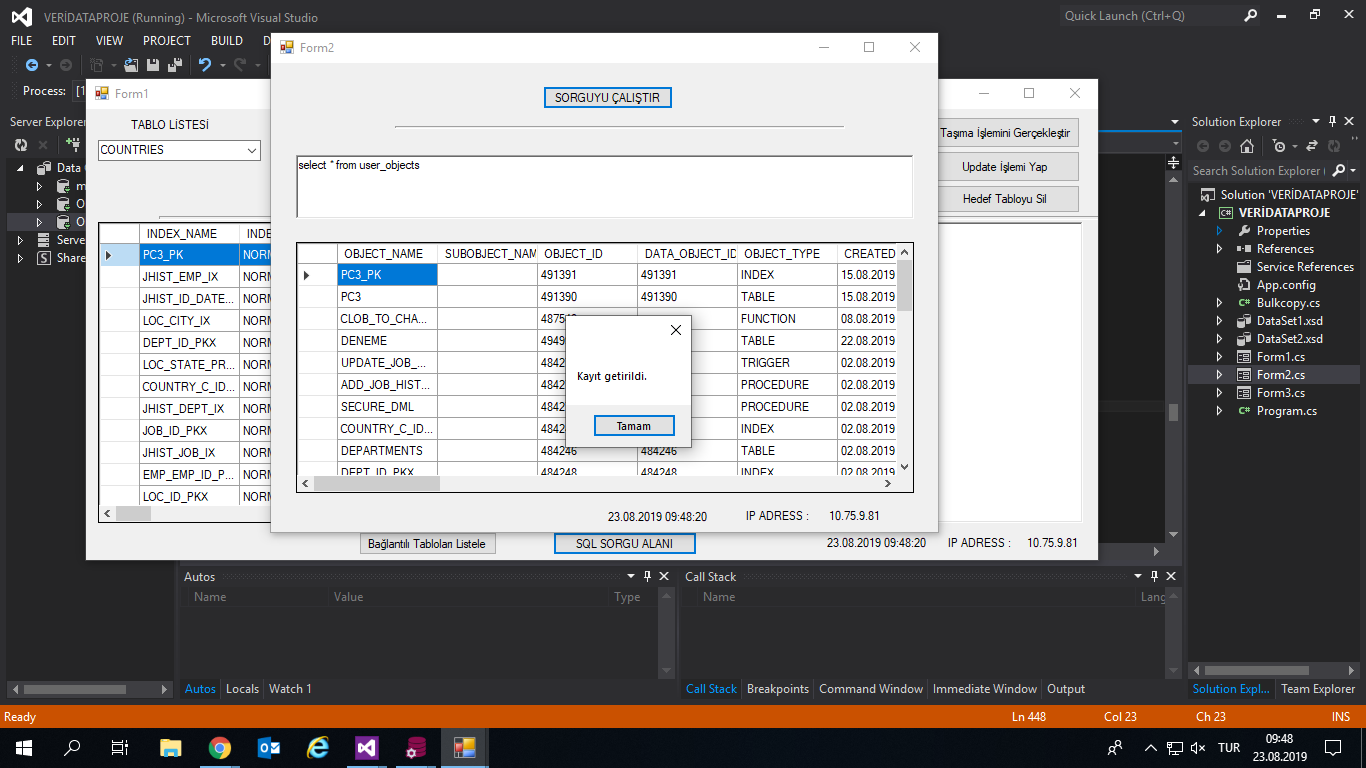 VERİDATAPROJE (Running) - Microsoft Visual Studio
Quick Launch (Ctrl+Q)
FILE EDIT VIEW PROJECT BUILD D
Process: [1
Form2
SORGUYU ÇALIŞTIR
select * from user_objects
OBJECT_NAME SUBOBJECT_NAM OBJECT_ID DATA_OBJECT_ID OBJECT_TYPE CREATED
PC3_PK 491391 491391 INDEX 15.08.2019
PC3 491390 491390 TABLE 15.08.2019
CLOB_TO_CHA... FUNCTION 08.08.2019
DENEME TABLE 22.08.2019
UPDATE_JOB_... TRIGGER 02.08.2019
ADD_JOB_HIST... PROCEDURE 02.08.2019
SECURE_DML PROCEDURE 02.08.2019
COUNTRY_C_ID... INDEX 02.08.2019
DEPARTMENTS 484246 484246 TABLE 02.08.2019
DEPT_ID_PKX 484248 484248 INDEX 02.08.2019
23.08.2019 09:48:20 IP ADRESS : 10.75.9.81
Kayıt getirildi.
Tamam
Form1
TABLO LİSTESİ
COUNTRIES
INDEX_NAME INDE
PC3_PK NORM
JHIST_EMP_IX NORM
JHIST_ID_DATE... NORM
LOC_CITY_IX NORM
DEPT_ID_PKX NORM
LOC_STATE_PR... NORM
COUNTRY_C_ID... NORM
JHIST_DEPT_IX NORM
JOB_ID_PKX NORM
JHIST_JOB_IX NORM
EMP_EMP_ID_P... NORM
LOC_ID_PKX NORM
Taşıma İşlemini Gerçekleştir
Update İşlemi Yap
Hedef Tabloyu Sil
Bağlantılı Tabloları Listele
SQL SORGU ALANI
23.08.2019 09:48:20 IP ADRESS : 10.75.9.81
Server Explorer
Data
m
O
O
Serve
Share
Solution Explorer
Search Solution Explorer (
Solution 'VERİDATAPROJE'
VERİDATAPROJE
Properties
References
Service References
App.config
Bulkcopy.cs
DataSet1.xsd
DataSet2.xsd
Form1.cs
Form2.cs
Form3.cs
Program.cs
Solution Expl... Team Explorer
Autos
Name Value Type
Autos Locals Watch 1
Call Stack
Name Lang
Call Stack Breakpoints Command Window Immediate Window Output
Ready Ln 448 Col 23 Ch 23 INS
TUR
09:48
23.08.2019